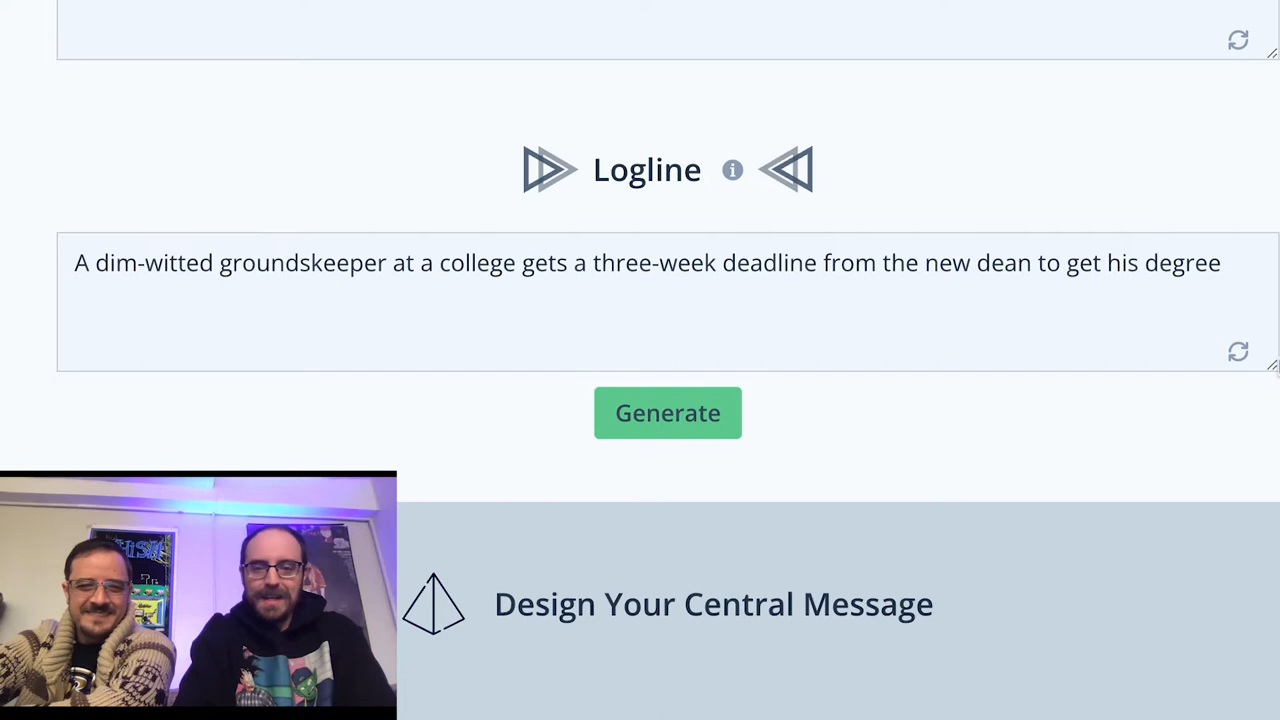 Logline
A dim-witted groundskeeper at a college gets a three-week deadline from the new dean to get his degree
Generate
Design Your Central Message